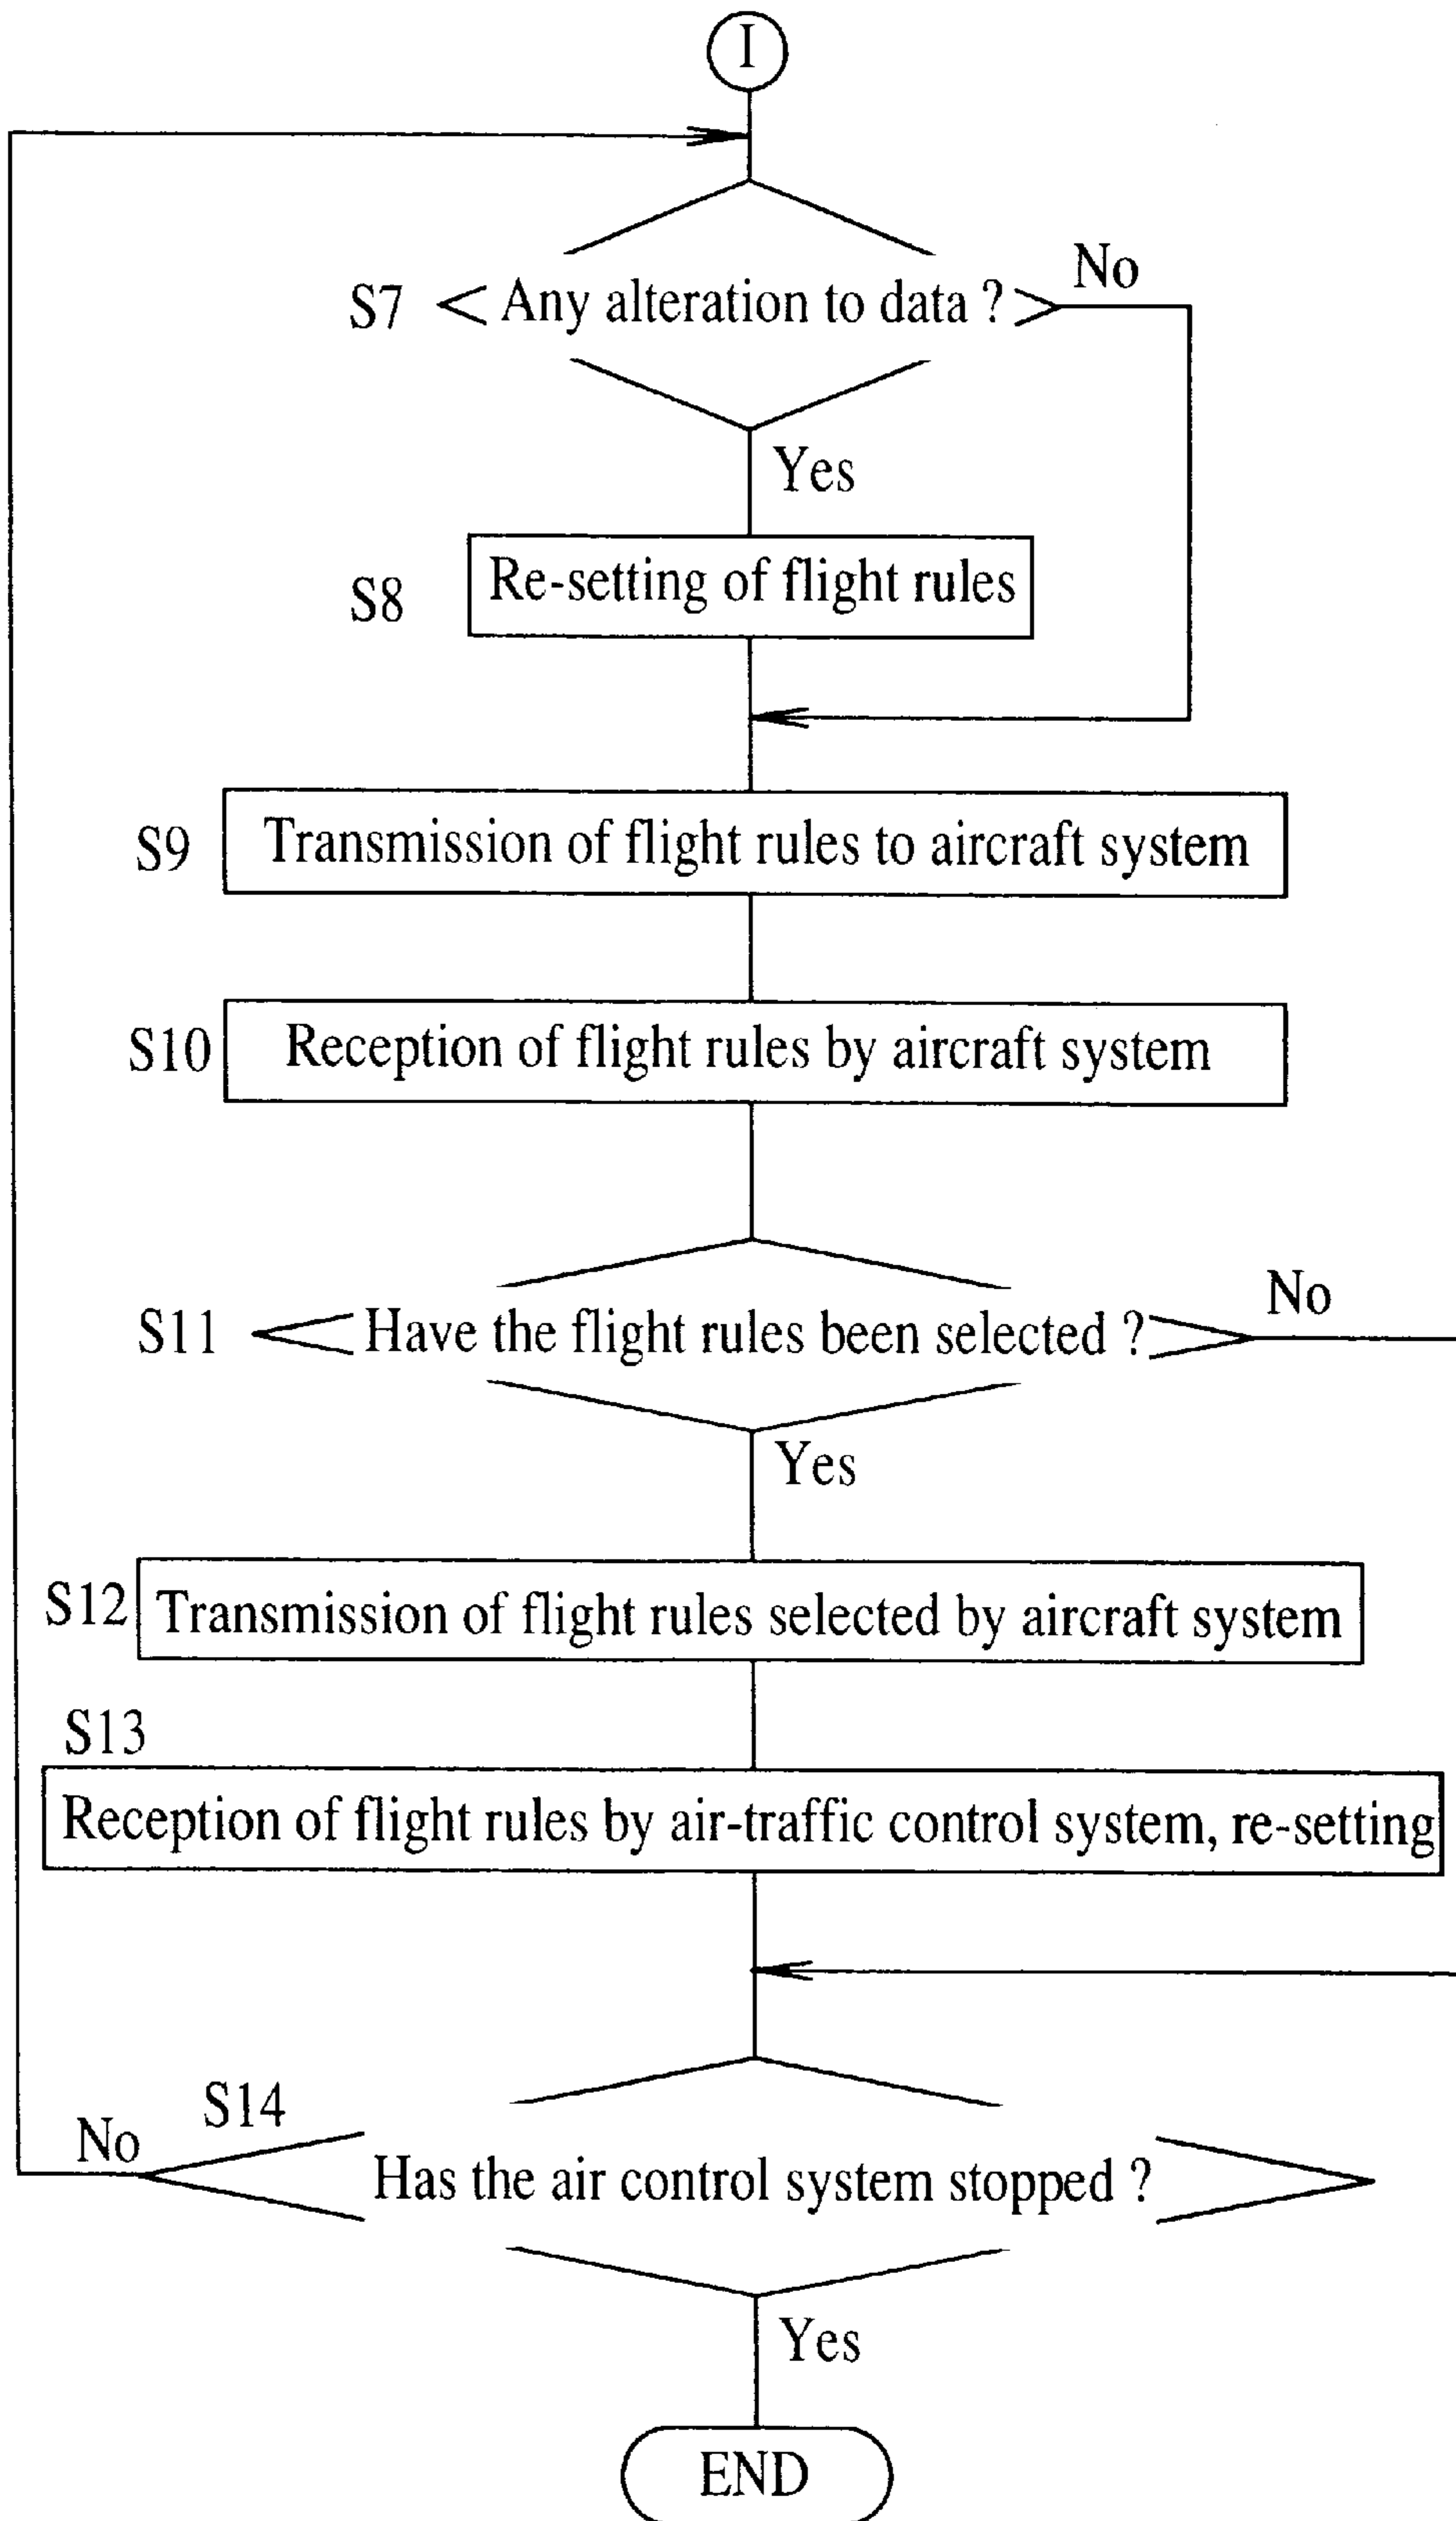 I
No
S7
Any alteration to data ?
Yes
S8
Re-setting of flight rules
S9
Transmission of flight rules to aircraft system
S10
Reception of flight rules by aircraft system
No
S11
Have the flight rules been selected ?
Yes
S12
Transmission of flight rules selected by aircraft system
S13
Reception of flight rules by air-traffic control system, re-setting
S14
No
Has the air control system stopped ?
Yes
END